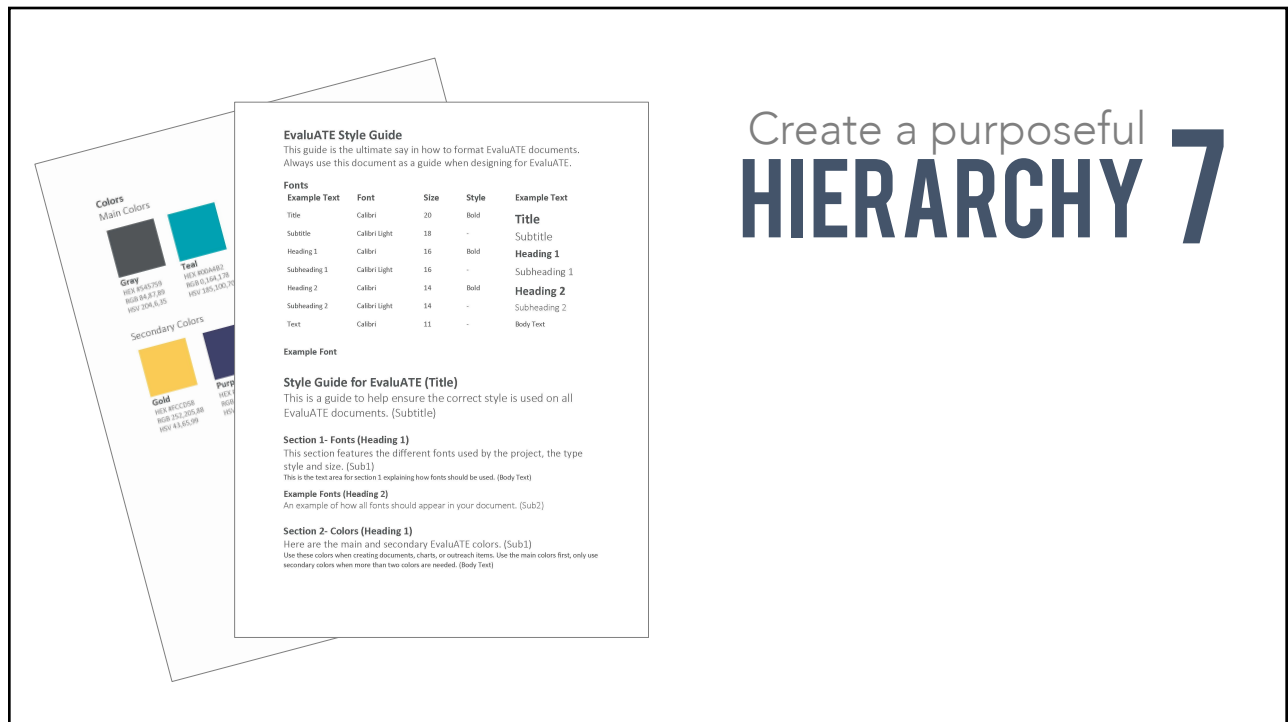 Create a purposeful
HIERARCHY 7
EvaluATE Style Guide
This guide is the ultimate say in how to format EvaluATE documents.
Always use this document as a guide when designing for EvaluATE.
Fonts
Example Text Font Size Style Example Text
Title Calibri 20 Bold Title
Subtitle Calibri Light 18 - Subtitle
Heading 1 Calibri 16 Bold Heading 1
Subheading 1 Calibri Light 16 - Subheading 1
Heading 2 Calibri 14 Bold Heading 2
Subheading 2 Calibri Light 14 - Subheading 2
Text Calibri 11 - Body Text
Example Font
Style Guide for EvaluATE (Title)
This is a guide to help ensure the correct style is used on all
EvaluATE documents. (Subtitle)
Section 1- Fonts (Heading 1)
This section features the different fonts used by the project, the type
style and size. (Sub1)
This is the text area for section 1 explaining how fonts should be used. (Body Text)
Example Fonts (Heading 2)
An example of how all fonts should appear in your document. (Sub2)
Section 2- Colors (Heading 1)
Here are the main and secondary EvaluATE colors. (Sub1)
Use these colors when creating documents, charts, or outreach items. Use the main colors first, only use
secondary colors when more than two colors are needed. (Body Text)
Colors
Main Colors
Gray
HEX #545759
RGB 84,87,89
HSV 204,6,35
Teal
HEX #00A4B2
RGB 0,164,178
HSV 185,100,70
Secondary Colors
Gold
HEX #FCCD58
RGB 252,205,88
HSV 43,65,99
Purp
HEX
RGB
HSV